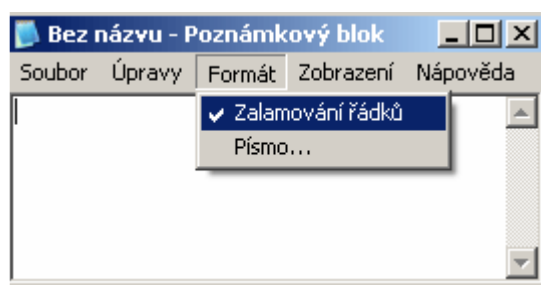 Bez názvu - Poznámkový blok
Soubor Úpravy Formát Zobrazení Nápověda
Zalamování řádků
Písmo...